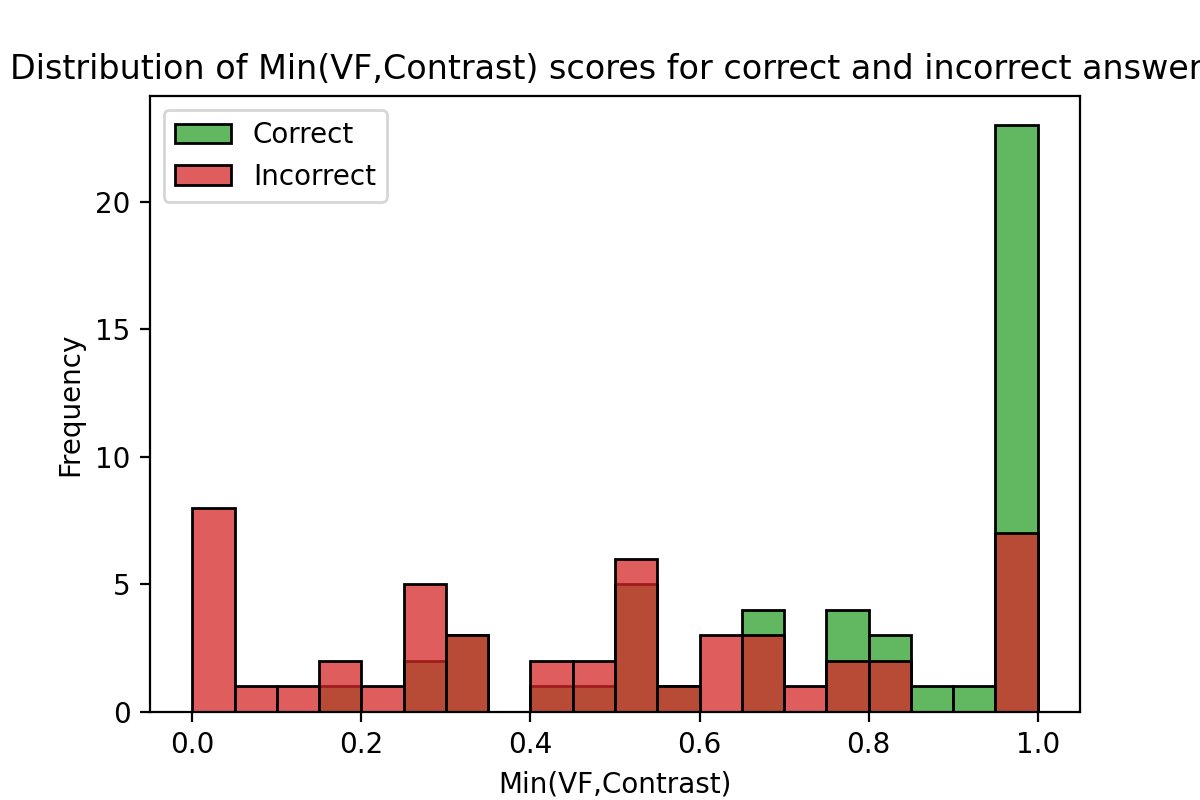 Distribution of Min(VF,Contrast) scores for correct and incorrect answer
Correct
Incorrect
20
15
10
5
0
Frequency
0.0 0.2 0.4 0.6 0.8 1.0
Min(VF,Contrast)